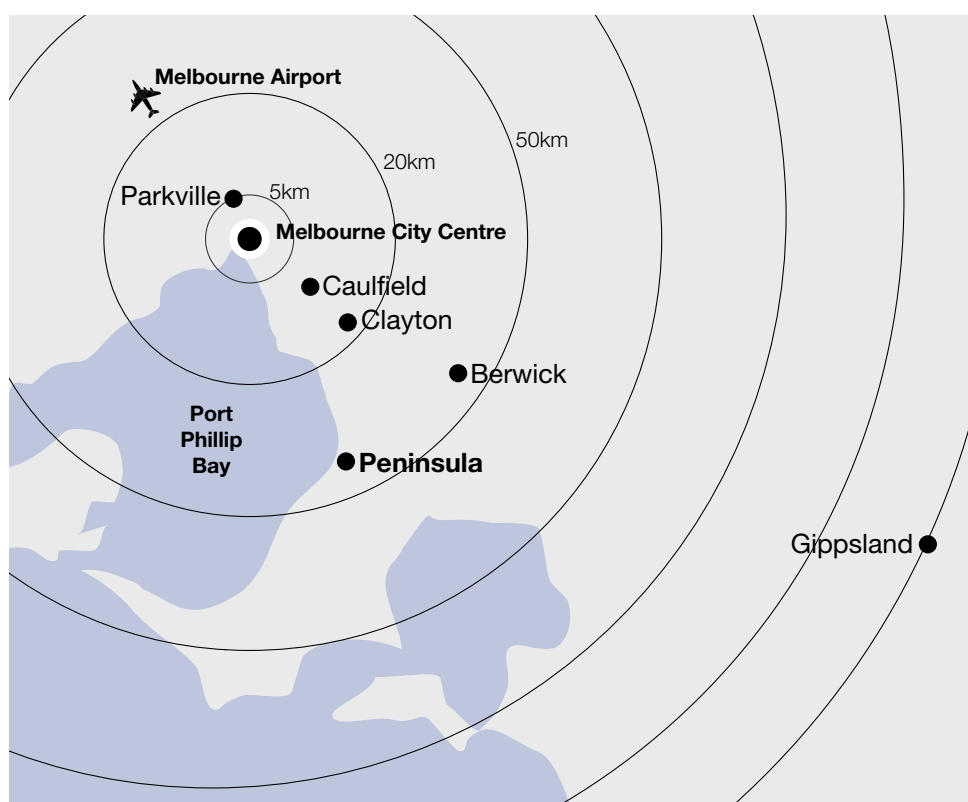 Melbourne Airport
50km
20km
Parkville
5km
Melbourne City Centre
Caulfield
Clayton
Berwick
Port
Phillip
Bay
Peninsula
Gippsland